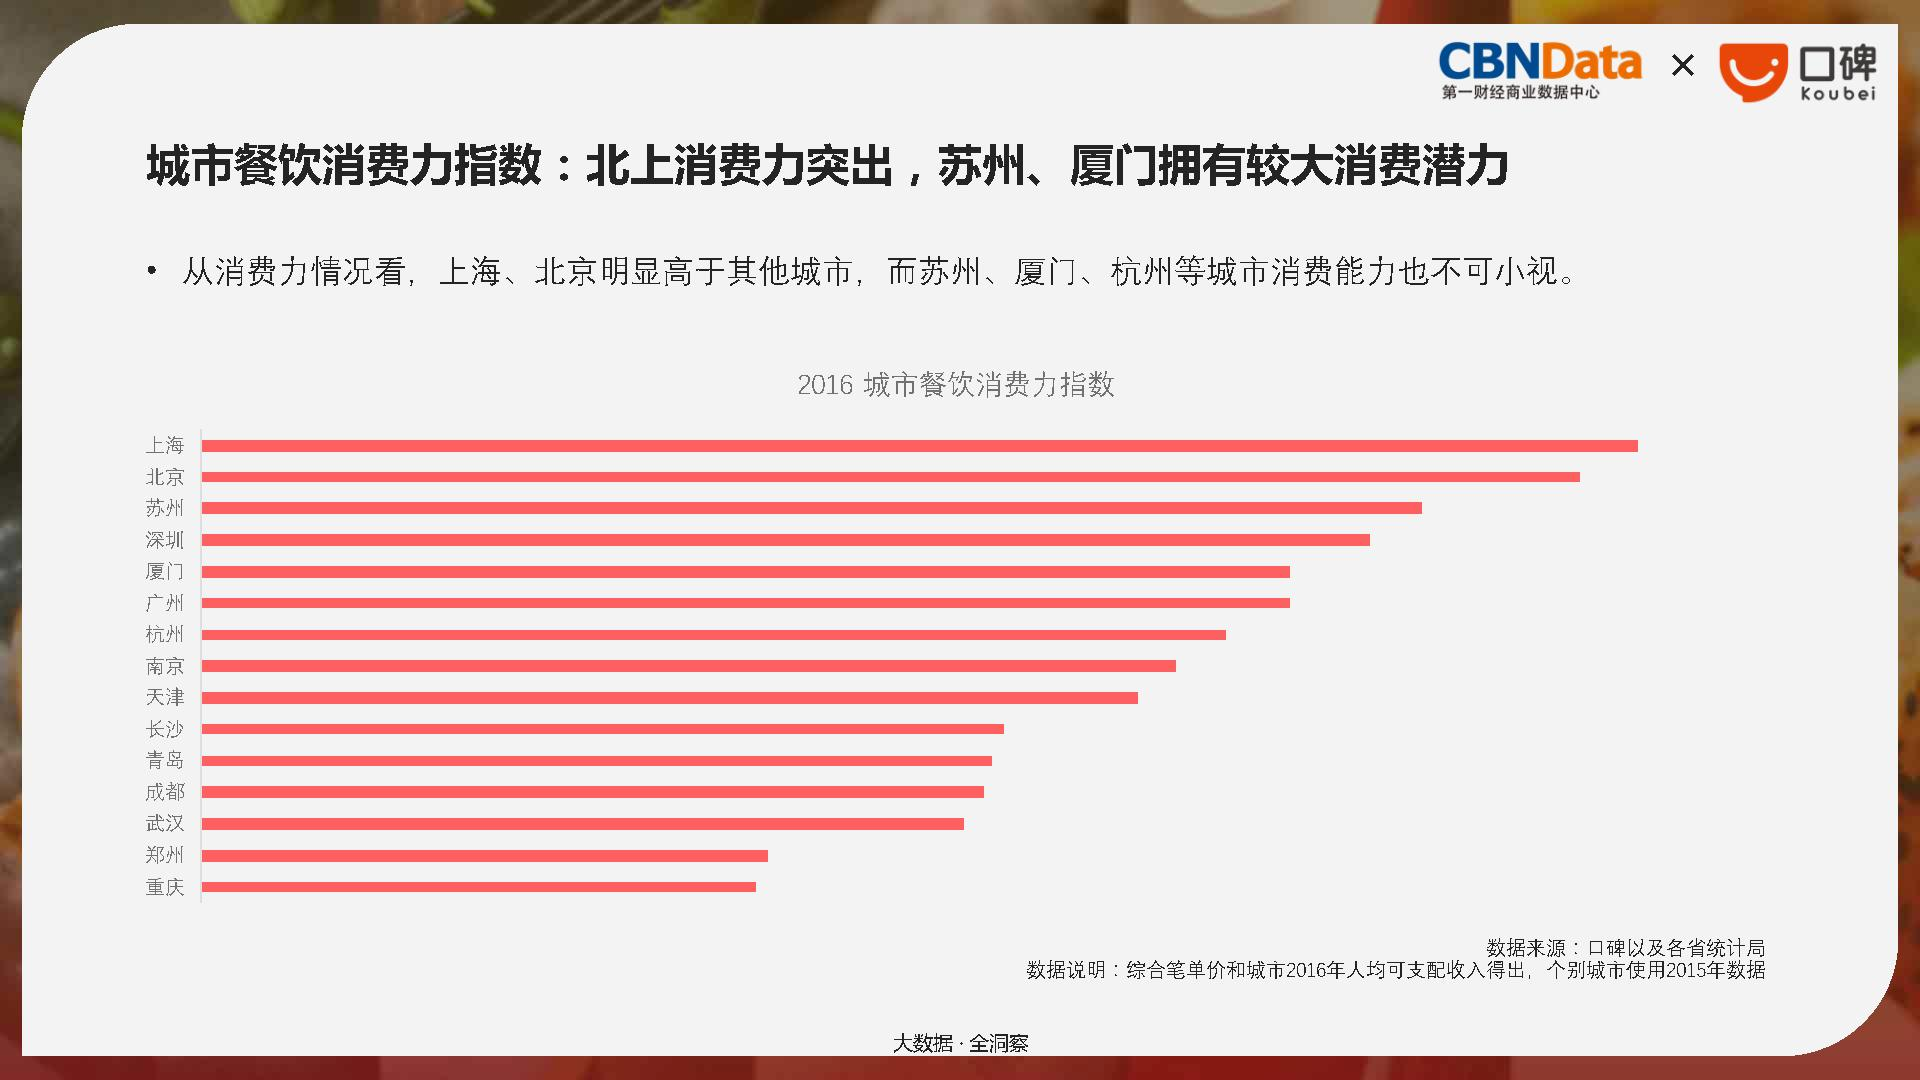 CBNData × 口碑
第一财经商业数据中心 Koubei
城市餐饮消费力指数：北上消费力突出，苏州、厦门拥有较大消费潜力
• 从消费力情况看，上海、北京明显高于其他城市，而苏州、厦门、杭州等城市消费能力也不可小视。
2016 城市餐饮消费力指数
上海
北京
苏州
深圳
厦门
广州
杭州
南京
天津
长沙
青岛
成都
武汉
郑州
重庆
数据来源：口碑以及各省统计局
数据说明：综合笔单价和城市2016年人均可支配收入得出，个别城市使用2015年数据
大数据·全洞察